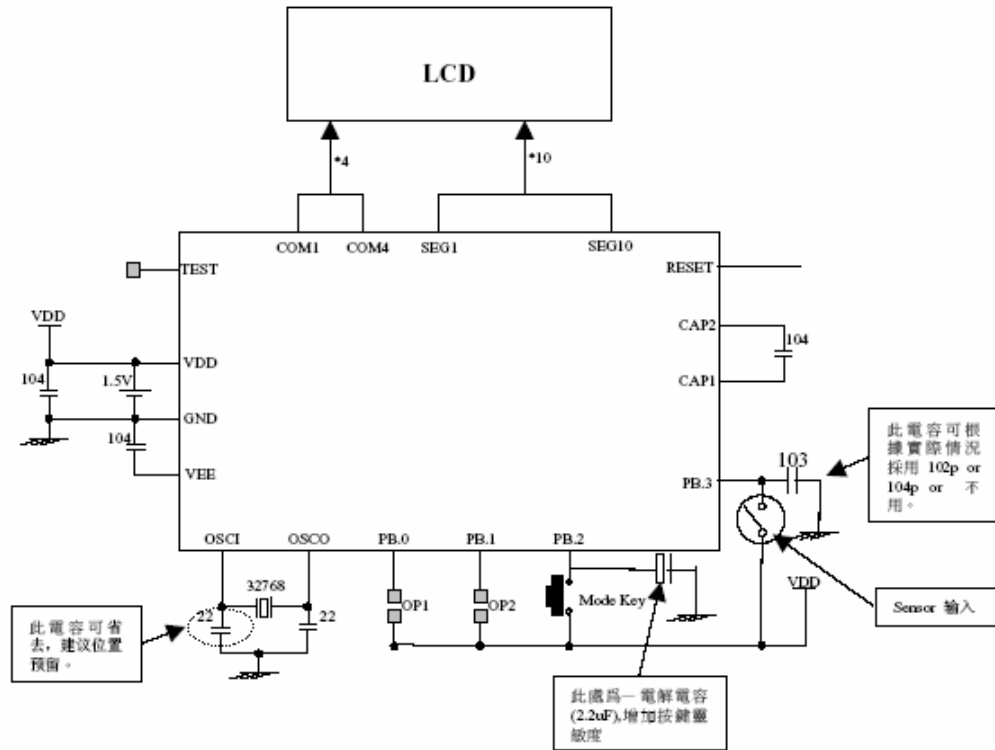 LCD
*4
*10
COM1
COM4
SEG1
SEG10
TEST
RESET
VDD
CAP2
104
VDD
104
1.5V
CAP1
GND
104
VEE
103
PB.3
此電容可根
據實際情況
採用 102p or
104p or 不
用。
OSCI
OSCO
PB.0
PB.1
PB.2
32768
22
22
OP1
OP2
Mode Key
VDD
Sensor 输入
此電容可省
去，建议位置
预留。
此處爲一電解電容
(2.2uF),增加按鍵靈
敏度